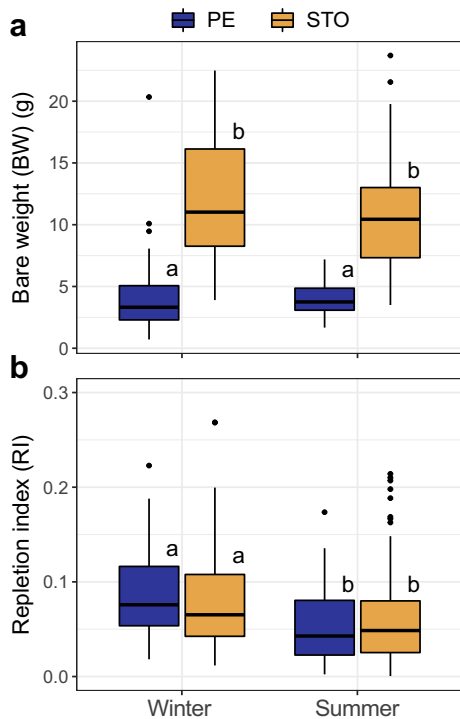 a
PE STO
Bare weight (BW) (g)
20
15
10
5
0
a
b
a
b
b
Repletion index (RI)
0.3
0.2
0.1
0.0
a
a
b
b
Winter Summer